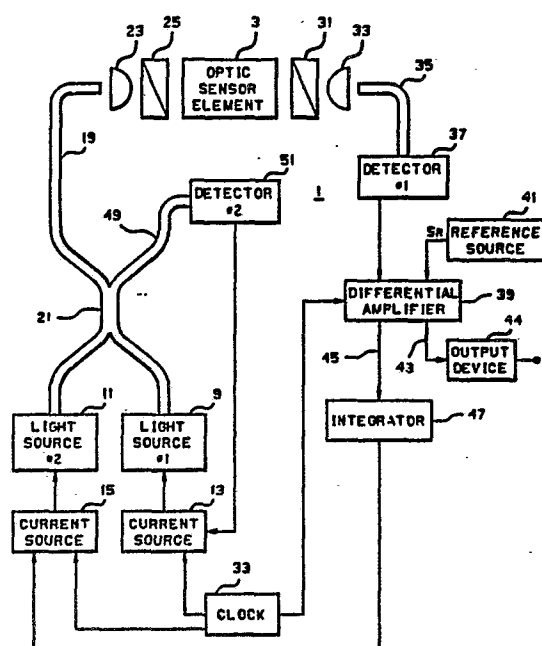 23
25
3
31
33
35
OPTIC
SENSOR
ELEMENT
19
37
DETECTOR
#1
51
DETECTOR
#2
1
49
41
SR
REFERENCE
SOURCE
21
DIFFERENTIAL
AMPLIFIER
39
44
45
43
OUTPUT
DEVICE
11
9
LIGHT
SOURCE
#2
LIGHT
SOURCE
#1
INTEGRATOR
47
15
13
CURRENT
SOURCE
CURRENT
SOURCE
33
CLOCK